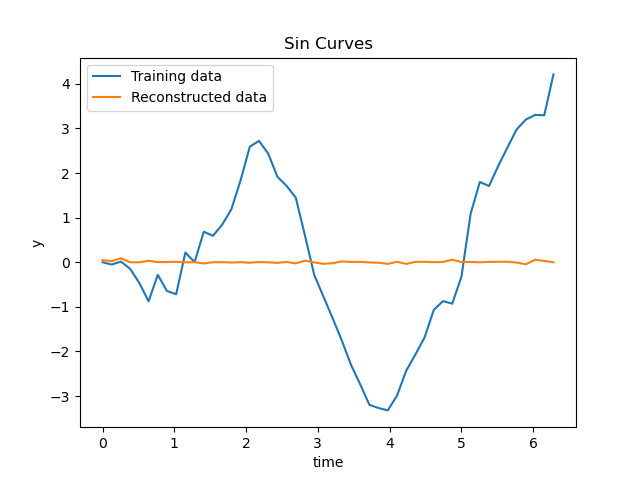 Sin Curves
Training data
Reconstructed data
4
3
2
1
0
−1
−2
−3
y
0 1 2 3 4 5 6
time